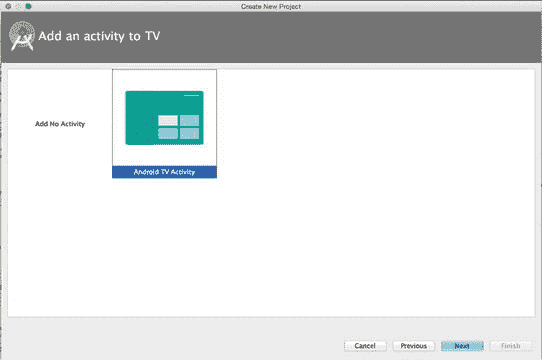 Create New Project
Add an activity to TV
Add No Activity
Android TV Activity
Cancel
Previous
Next
Finish